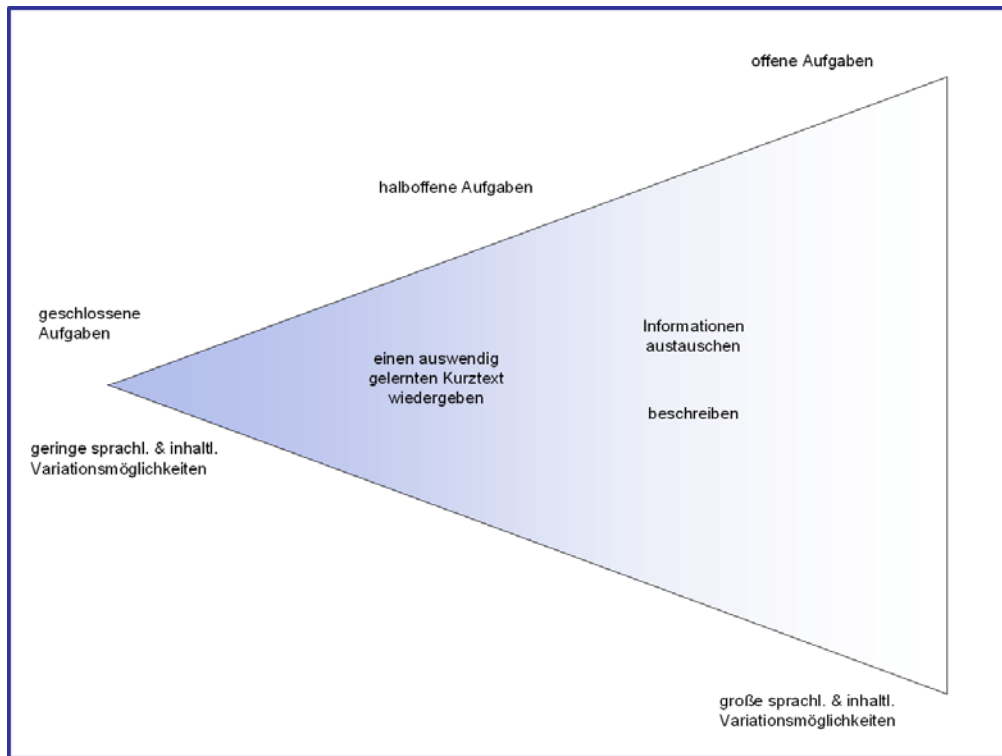 offene Aufgaben
halboffene Aufgaben
geschlossene
Aufgaben
Informationen
austauschen
einen auswendig
gelernten Kurztext
wiedergeben
beschreiben
geringe sprachl. & inhaltl.
Variationsmöglichkeiten
große sprachl. & inhaltl.
Variationsmöglichkeiten